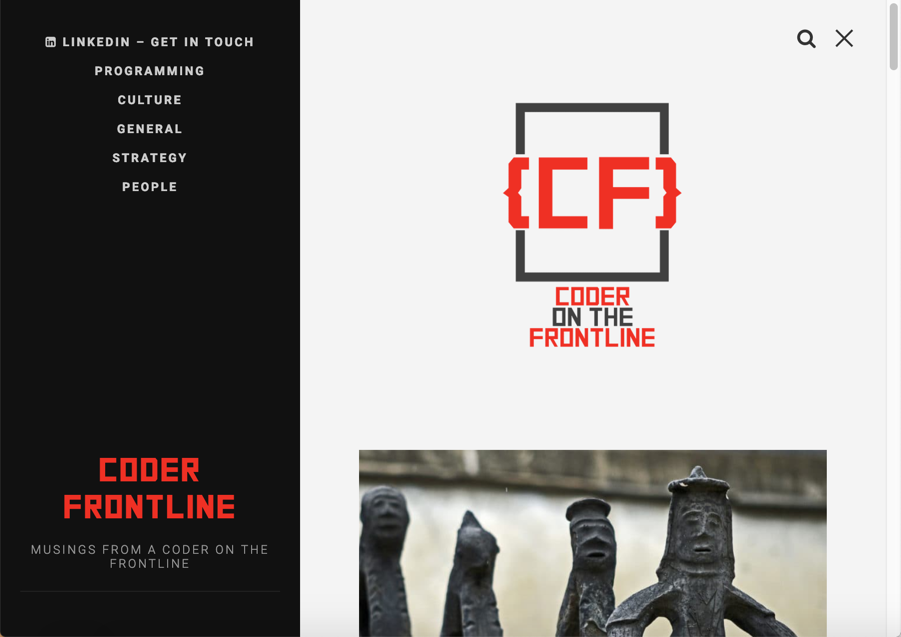 LINKEDIN – GET IN TOUCH
PROGRAMMING
CULTURE
GENERAL
STRATEGY
PEOPLE
CODER
FRONTLINE
MUSINGS FROM A CODER ON THE
FRONTLINE
{CF}
CODER
ON THE
FRONTLINE